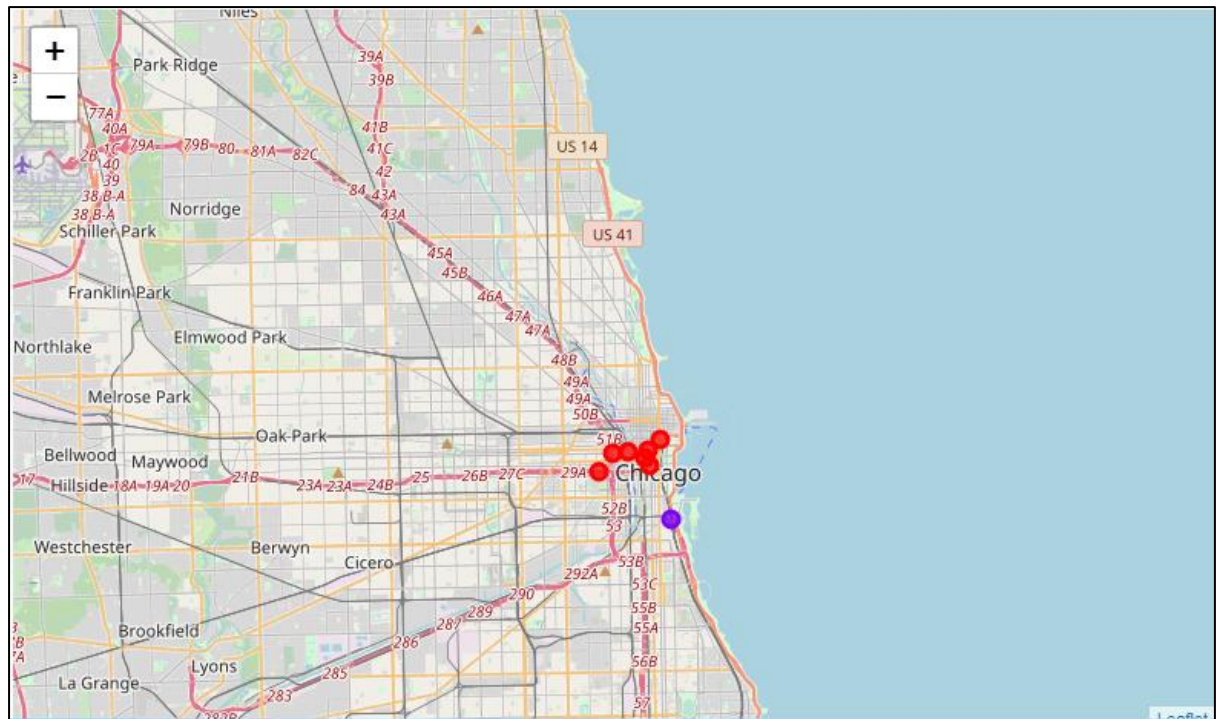 Niles
+
−
Park Ridge
39A
39B
77A
40A
41B
US 14
2B
1C
79A
79B
80
81A
82C
41C
40
42
39
84
43A
38 B-A
Norridge
43A
38 B-A
Schiller Park
US 41
45A
45B
Franklin Park
46A
47A
Elmwood Park
47A
Northlake
48B
49A
Melrose Park
49A
50B
Oak Park
51B
Bellwood
Maywood
Chicago
17
Hillside
18A
19A
20
21B
23A
23A
24B
25
26B
27C
29A
52B
53
Westchester
Berwyn
Cicero
53B
292A
53C
290
289
55B
287
55A
Brookfield
286
56B
Lyons
285
La Grange
283
57
282B
Leaflet